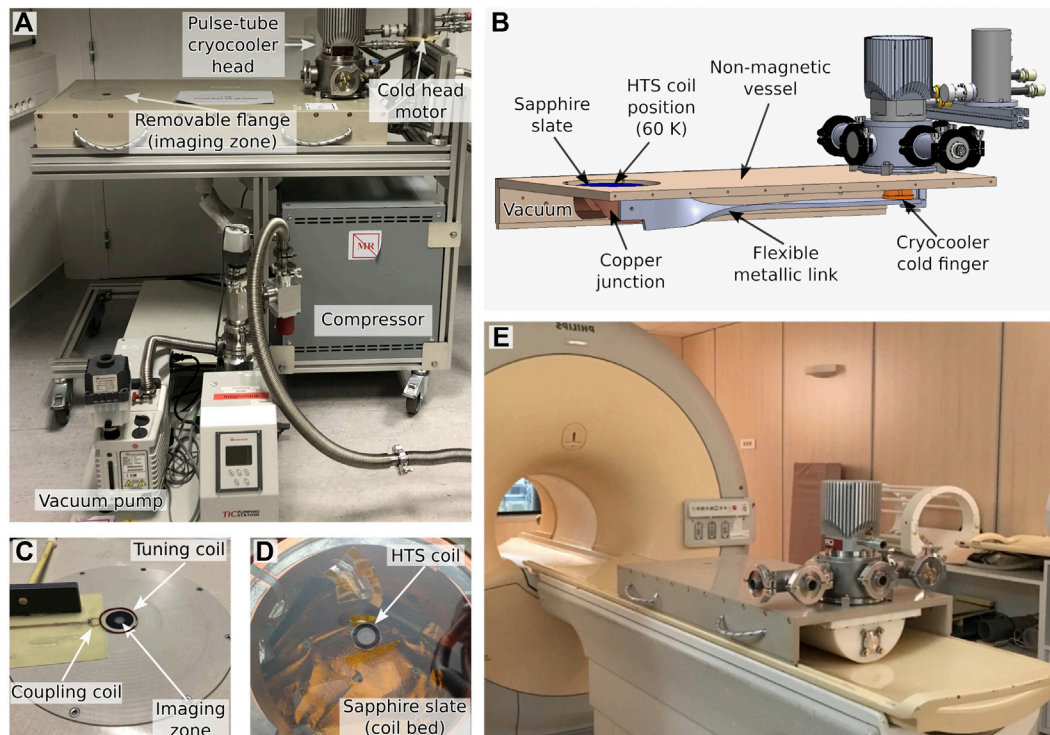 A
Pulse-tube
cryocooler
head
Cold head
motor
Removable flange
(imaging zone)
MR
Compressor
Vacuum pump
TIC PUMPING
STATION
B
Sapphire
slate
HTS coil
position
(60 K)
Non-magnetic
vessel
Vacuum
Copper
junction
Flexible
metallic link
Cryocooler
cold finger
C
Tuning coil
Coupling coil
Imaging
zone
D
HTS coil
Sapphire slate
(coil bed)
E
PHILIPS